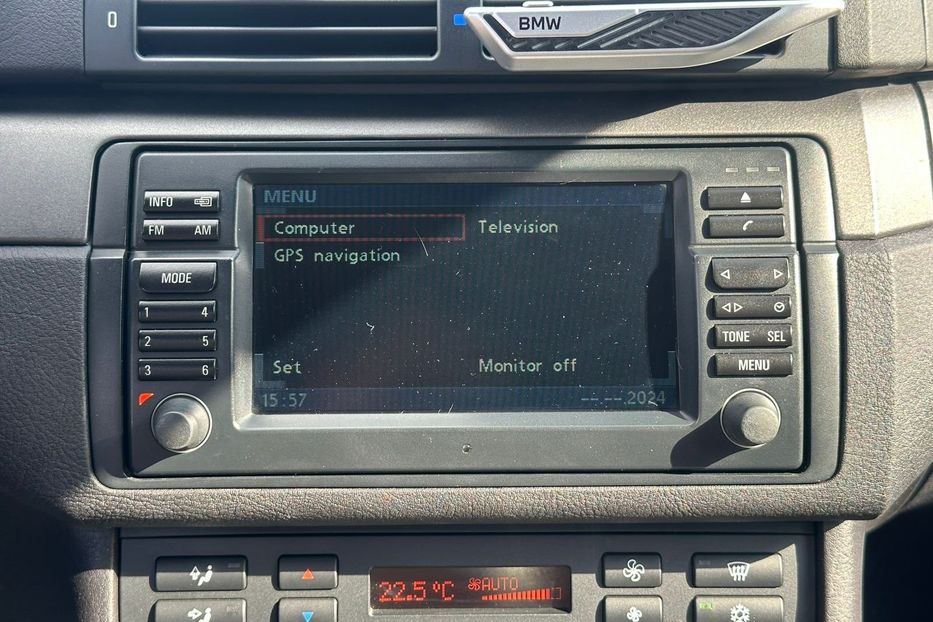 0
BMW
INFO
FM AM
MODE
1 4
2 5
3 6
MENU
Computer Television
GPS navigation
Set Monitor off
15:57 -- -- 2024
TONE SEL
MENU
22.5°C AUTO